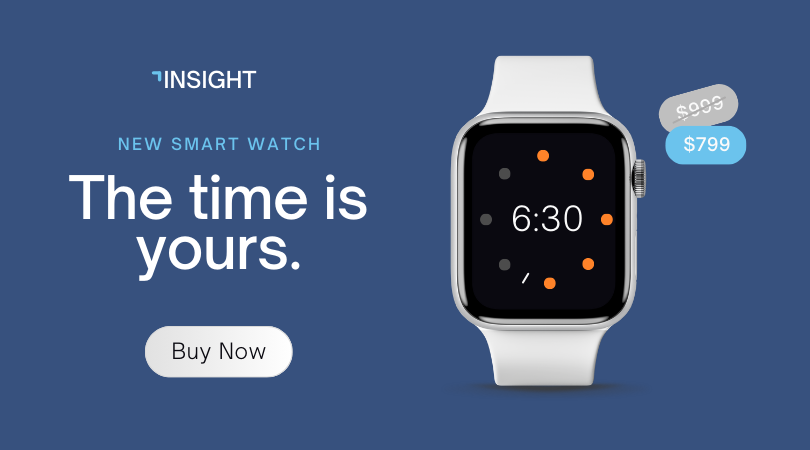 INSIGHT
NEW SMART WATCH
The time is
yours.
Buy Now
6:30
$999
$799